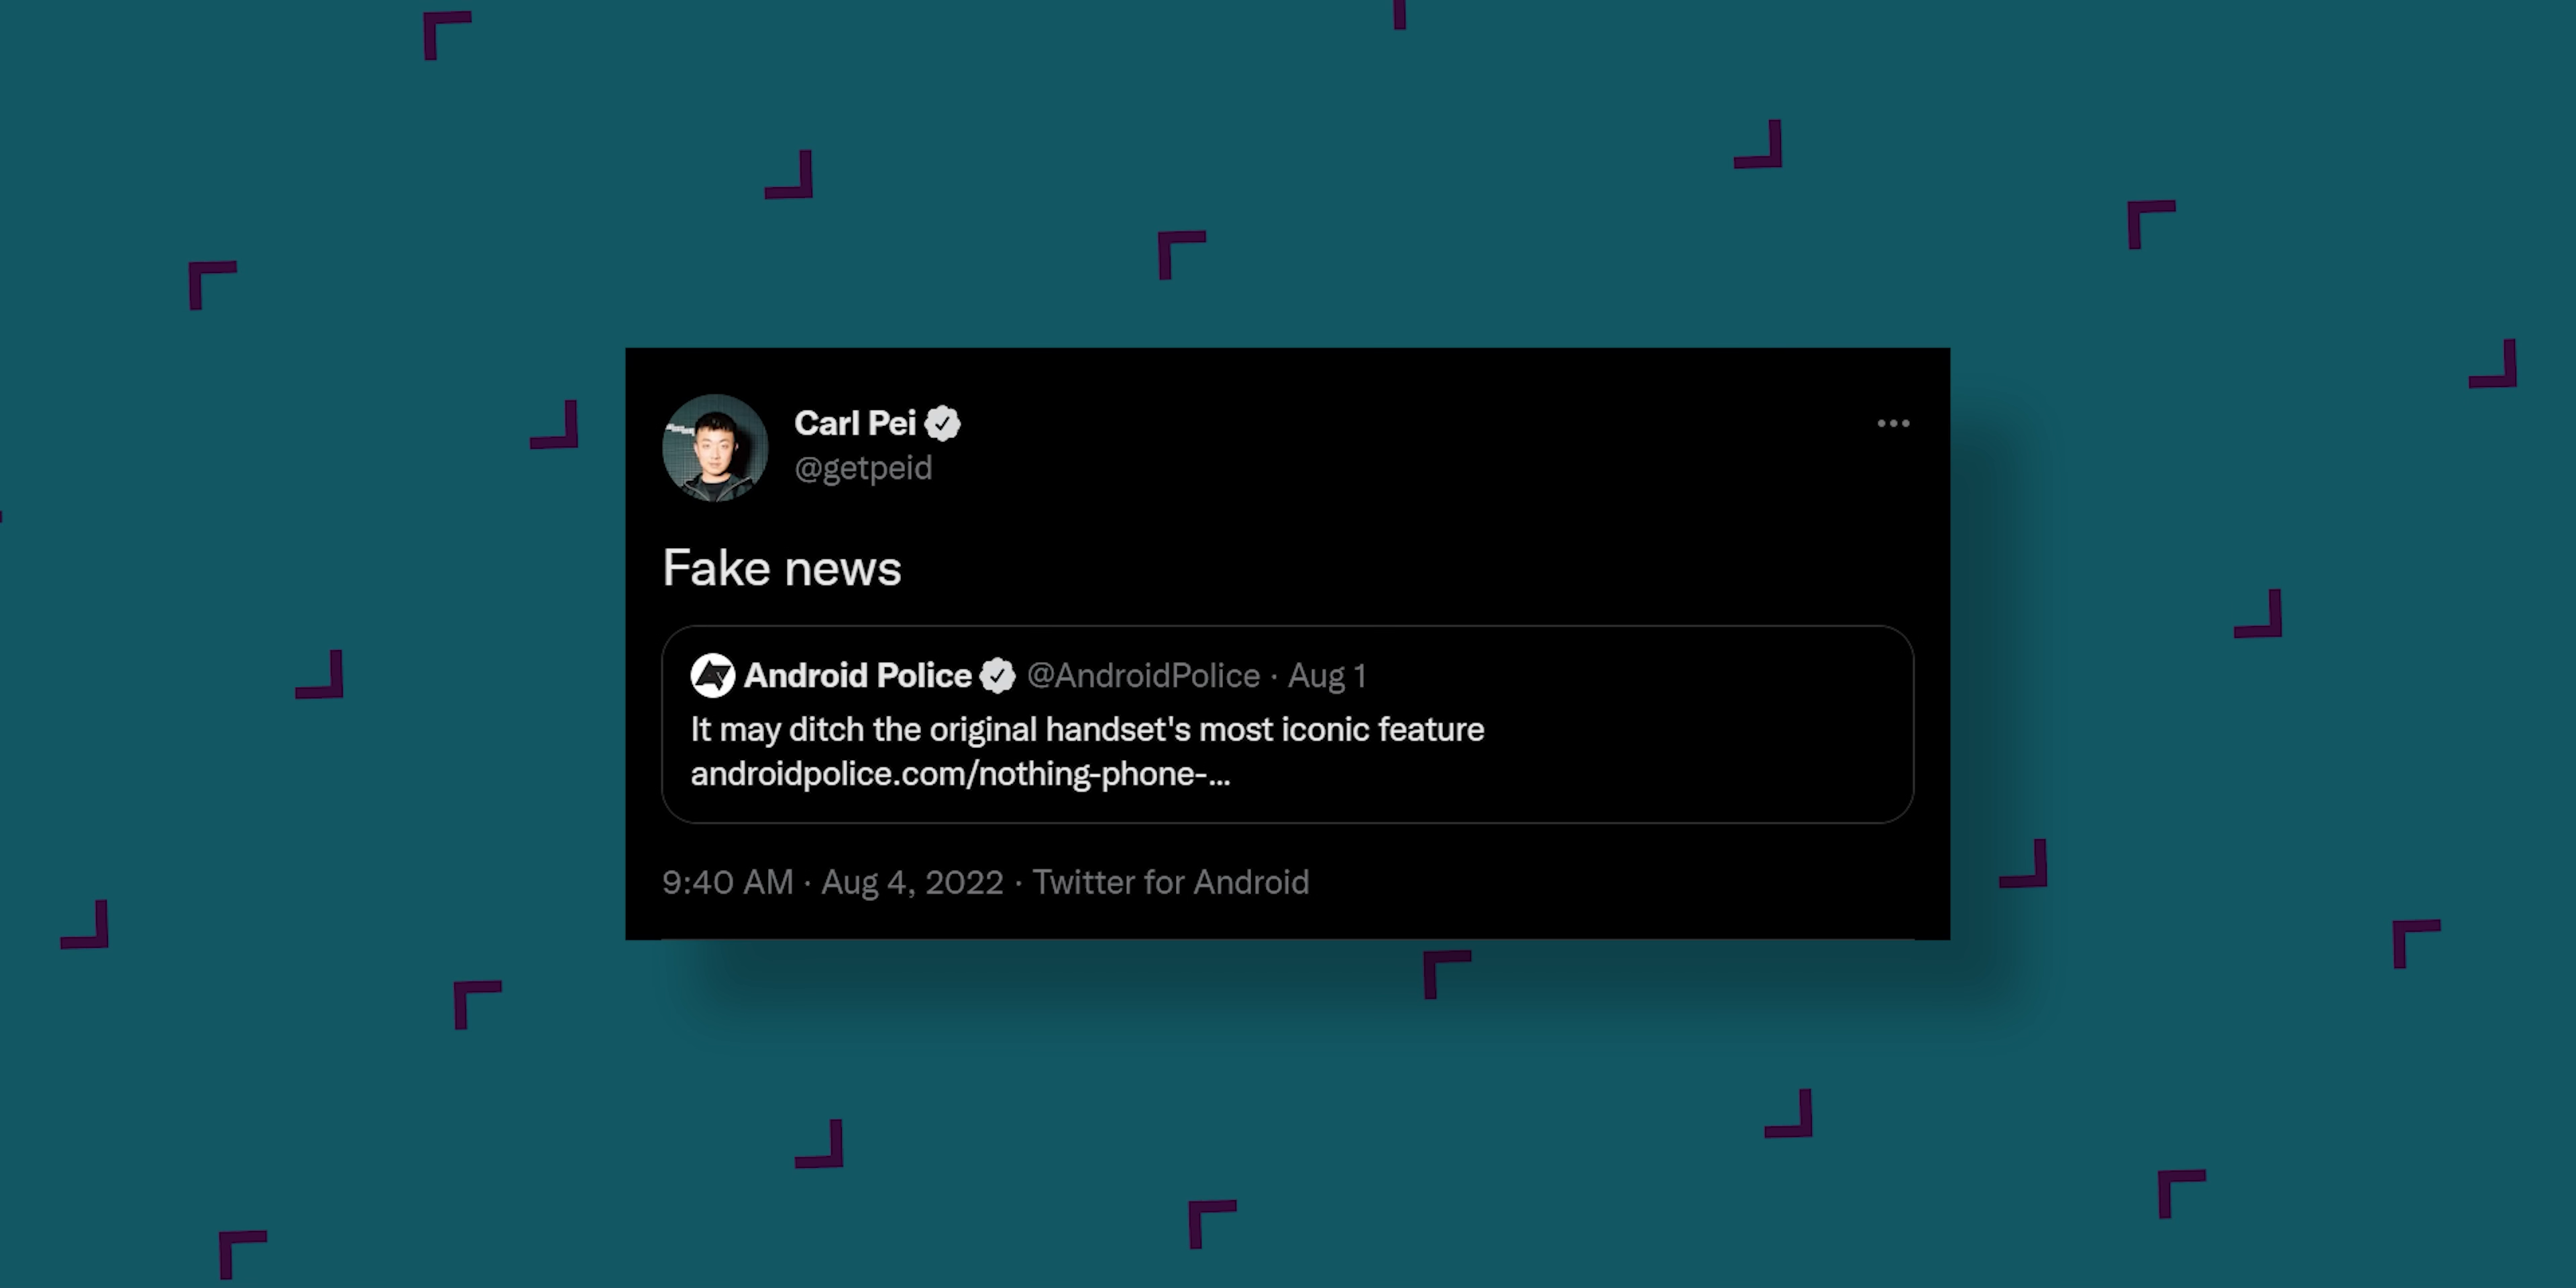 Carl Pei
@getpeid
Fake news
Android Police @AndroidPolice · Aug 1
It may ditch the original handset's most iconic feature
androidpolice.com/nothing-phone-...
9:40 AM · Aug 4, 2022 · Twitter for Android